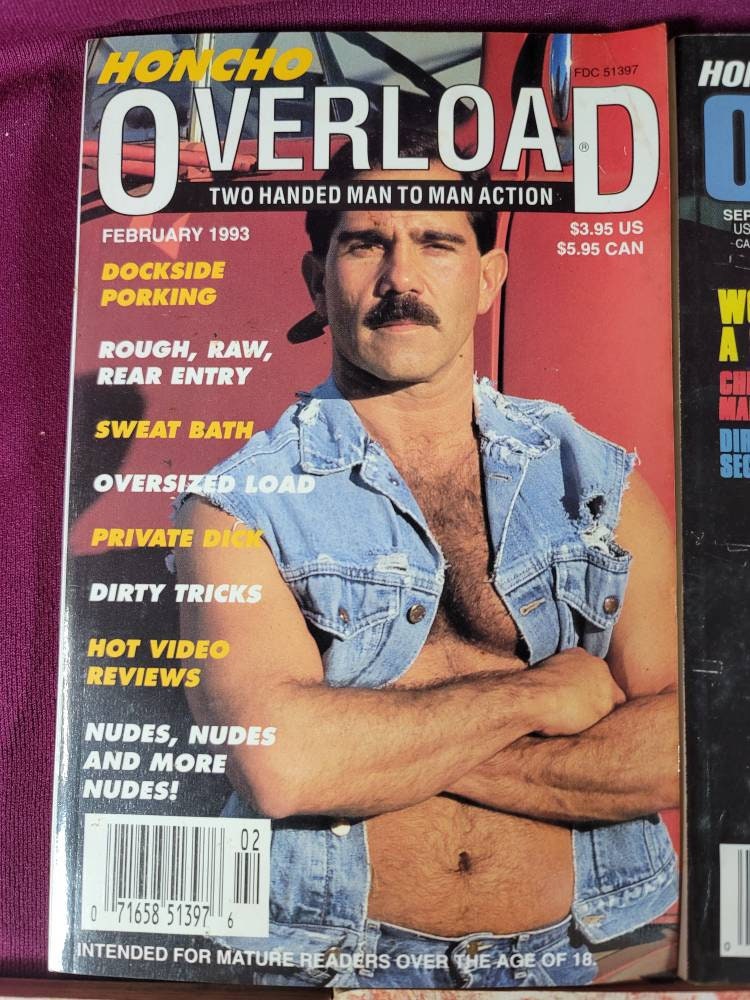 HONCHO
FDC 51397
OVERLOAD®
TWO HANDED MAN TO MAN ACTION
FEBRUARY 1993
$3.95 US
$5.95 CAN
DOCKSIDE
PORKING
ROUGH, RAW,
REAR ENTRY
SWEAT BATH
OVERSIZED LOAD
PRIVATE DICK
DIRTY TRICKS
HOT VIDEO
REVIEWS
NUDES, NUDES
AND MORE
NUDES!
02
0 71658 51397 6
INTENDED FOR MATURE READERS OVER THE AGE OF 18.